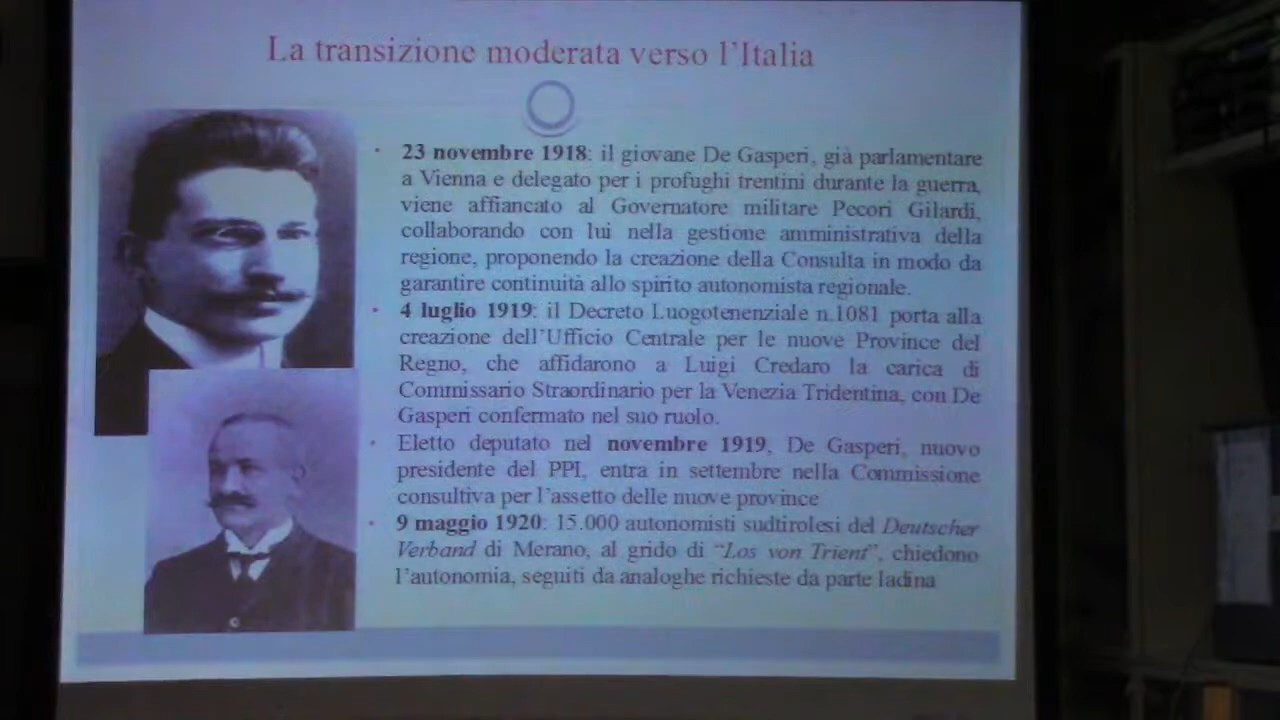 La transizione moderata verso l'Italia
• 23 novembre 1918: il giovane De Gasperi, già parlamentare
a Vienna e delegato per i profughi trentini durante la guerra,
viene affiancato al Governatore militare Pecori Gilardi,
collaborando con lui nella gestione amministrativa della
regione, proponendo la creazione della Consulta in modo da
garantire continuità allo spirito autonomista regionale.
• 4 luglio 1919: il Decreto Luogotenenziale n.1081 porta alla
creazione dell'Ufficio Centrale per le nuove Province del
Regno, che affidarono a Luigi Credaro la carica di
Commissario Straordinario per la Venezia Tridentina, con De
Gasperi confermato nel suo ruolo.
• Eletto deputato nel novembre 1919, De Gasperi, nuovo
presidente del PPI, entra in settembre nella Commissione
consultiva per l'assetto delle nuove province
• 9 maggio 1920: 15.000 autonomisti sudtirolesi del Deutscher
Verband di Merano, al grido di "Los von Trient", chiedono
l'autonomia, seguiti da analoghe richieste da parte ladina